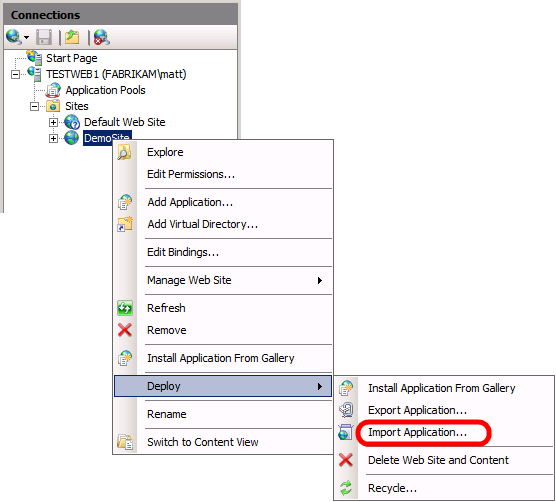 Connections
Start Page
TESTWEB1 (FABRIKAM\matt)
Application Pools
Sites
Default Web Site
DemoSite
Explore
Edit Permissions...
Add Application...
Add Virtual Directory...
Edit Bindings...
Manage Web Site
Refresh
Remove
Install Application From Gallery
Deploy
Rename
Switch to Content View
Install Application From Gallery
Export Application...
Import Application...
Delete Web Site and Content
Recycle...